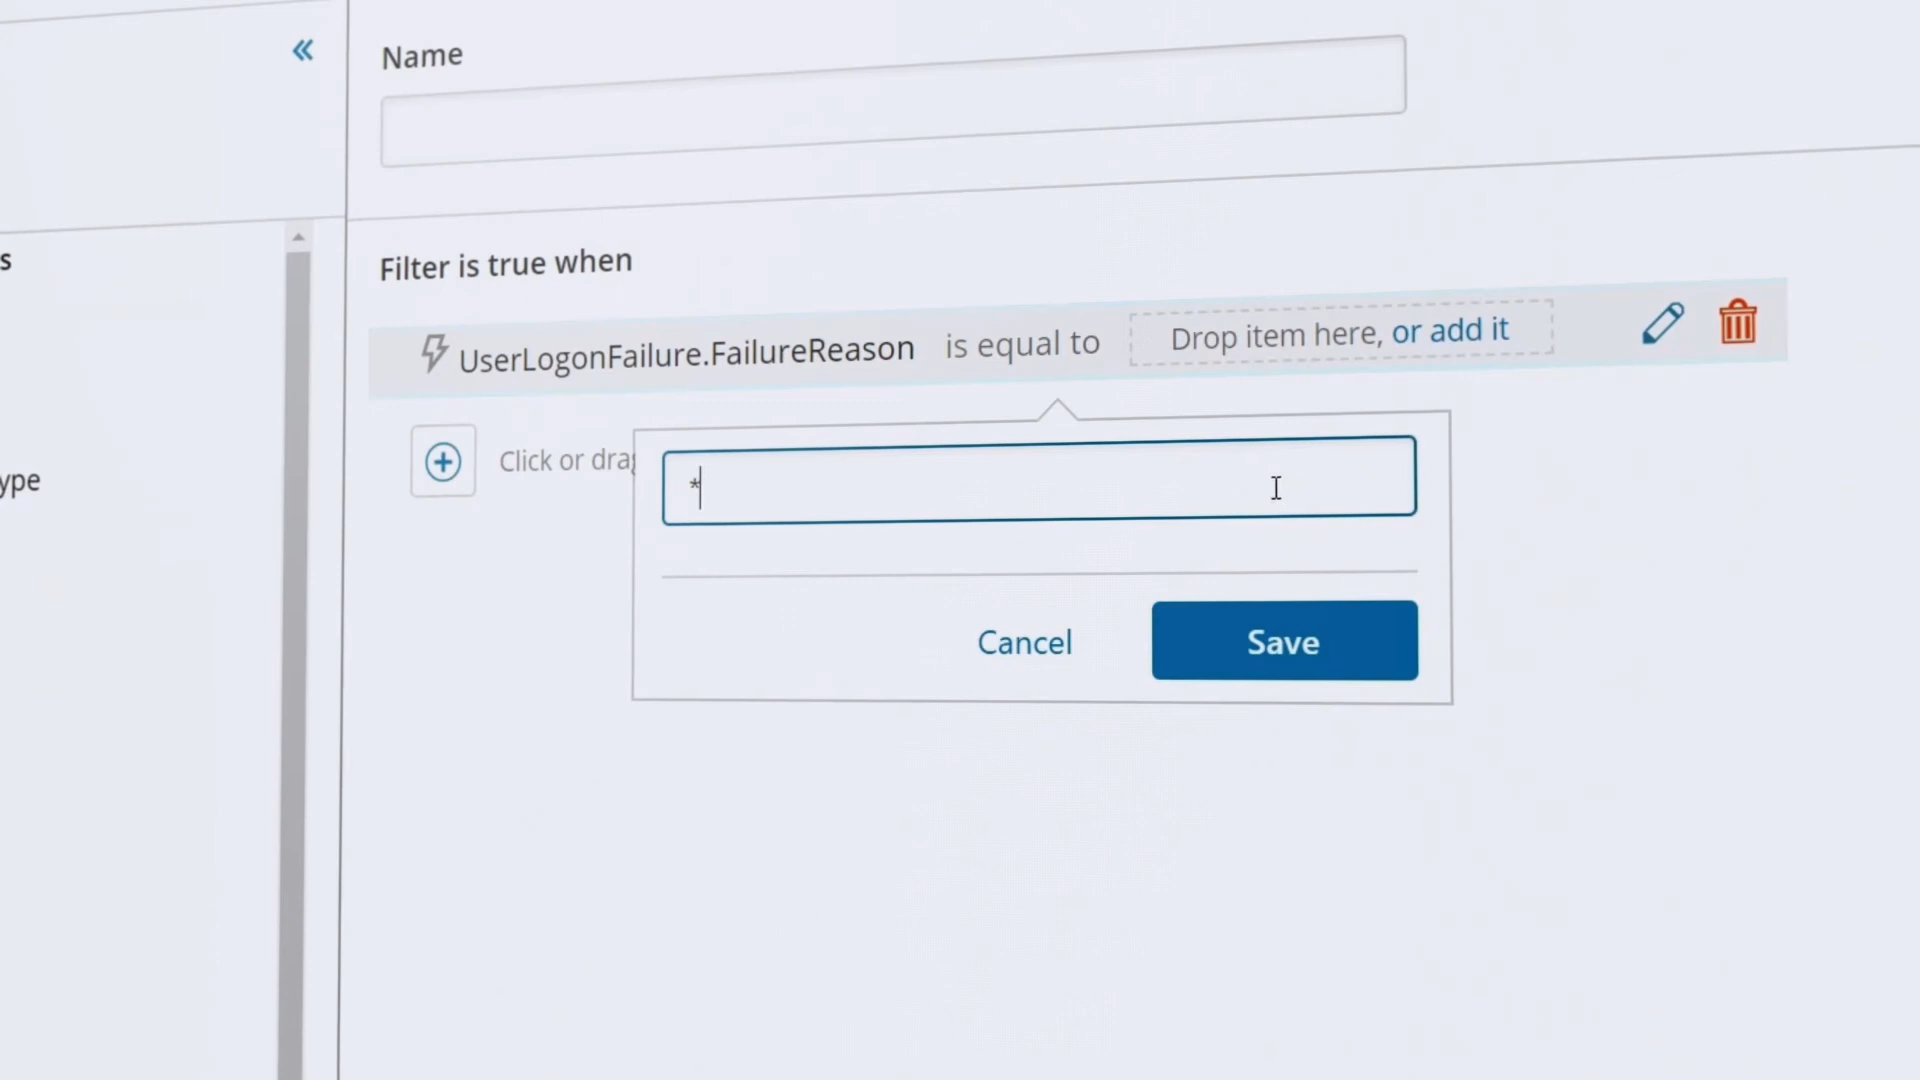 Name
s
Filter is true when
UserLogonFailure.FailureReason is equal to Drop item here, or add it
Click or drag
ype
*
Cancel
Save